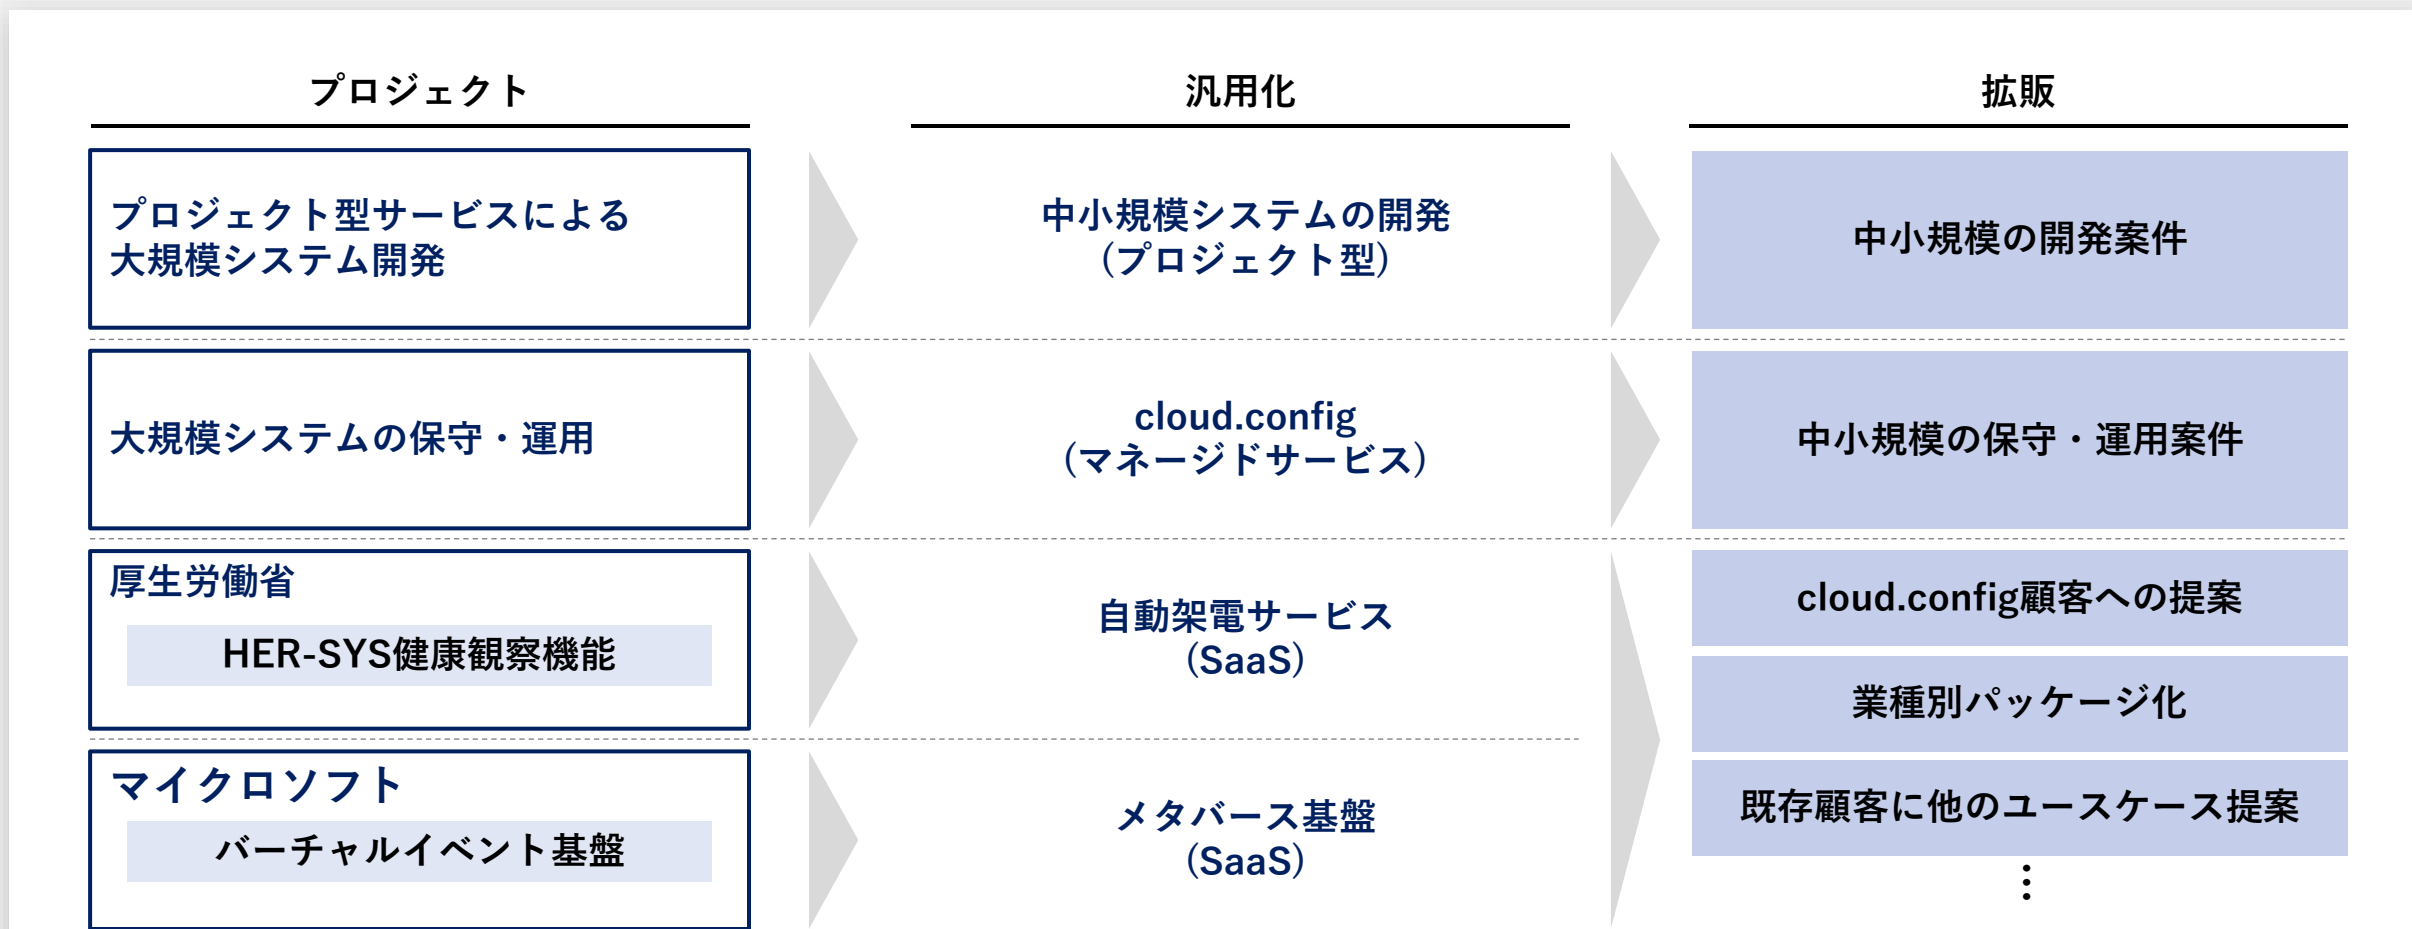 プロジェクト
汎用化
拡販
プロジェクト型サービスによる
大規模システム開発
中小規模システムの開発
(プロジェクト型)
中小規模の開発案件
大規模システムの保守・運用
cloud.config
(マネージドサービス)
中小規模の保守・運用案件
厚生労働省
HER-SYS健康観察機能
自動架電サービス
(SaaS)
cloud.config顧客への提案
業種別パッケージ化
マイクロソフト
バーチャルイベント基盤
メタバース基盤
(SaaS)
既存顧客に他のユースケース提案
⋮